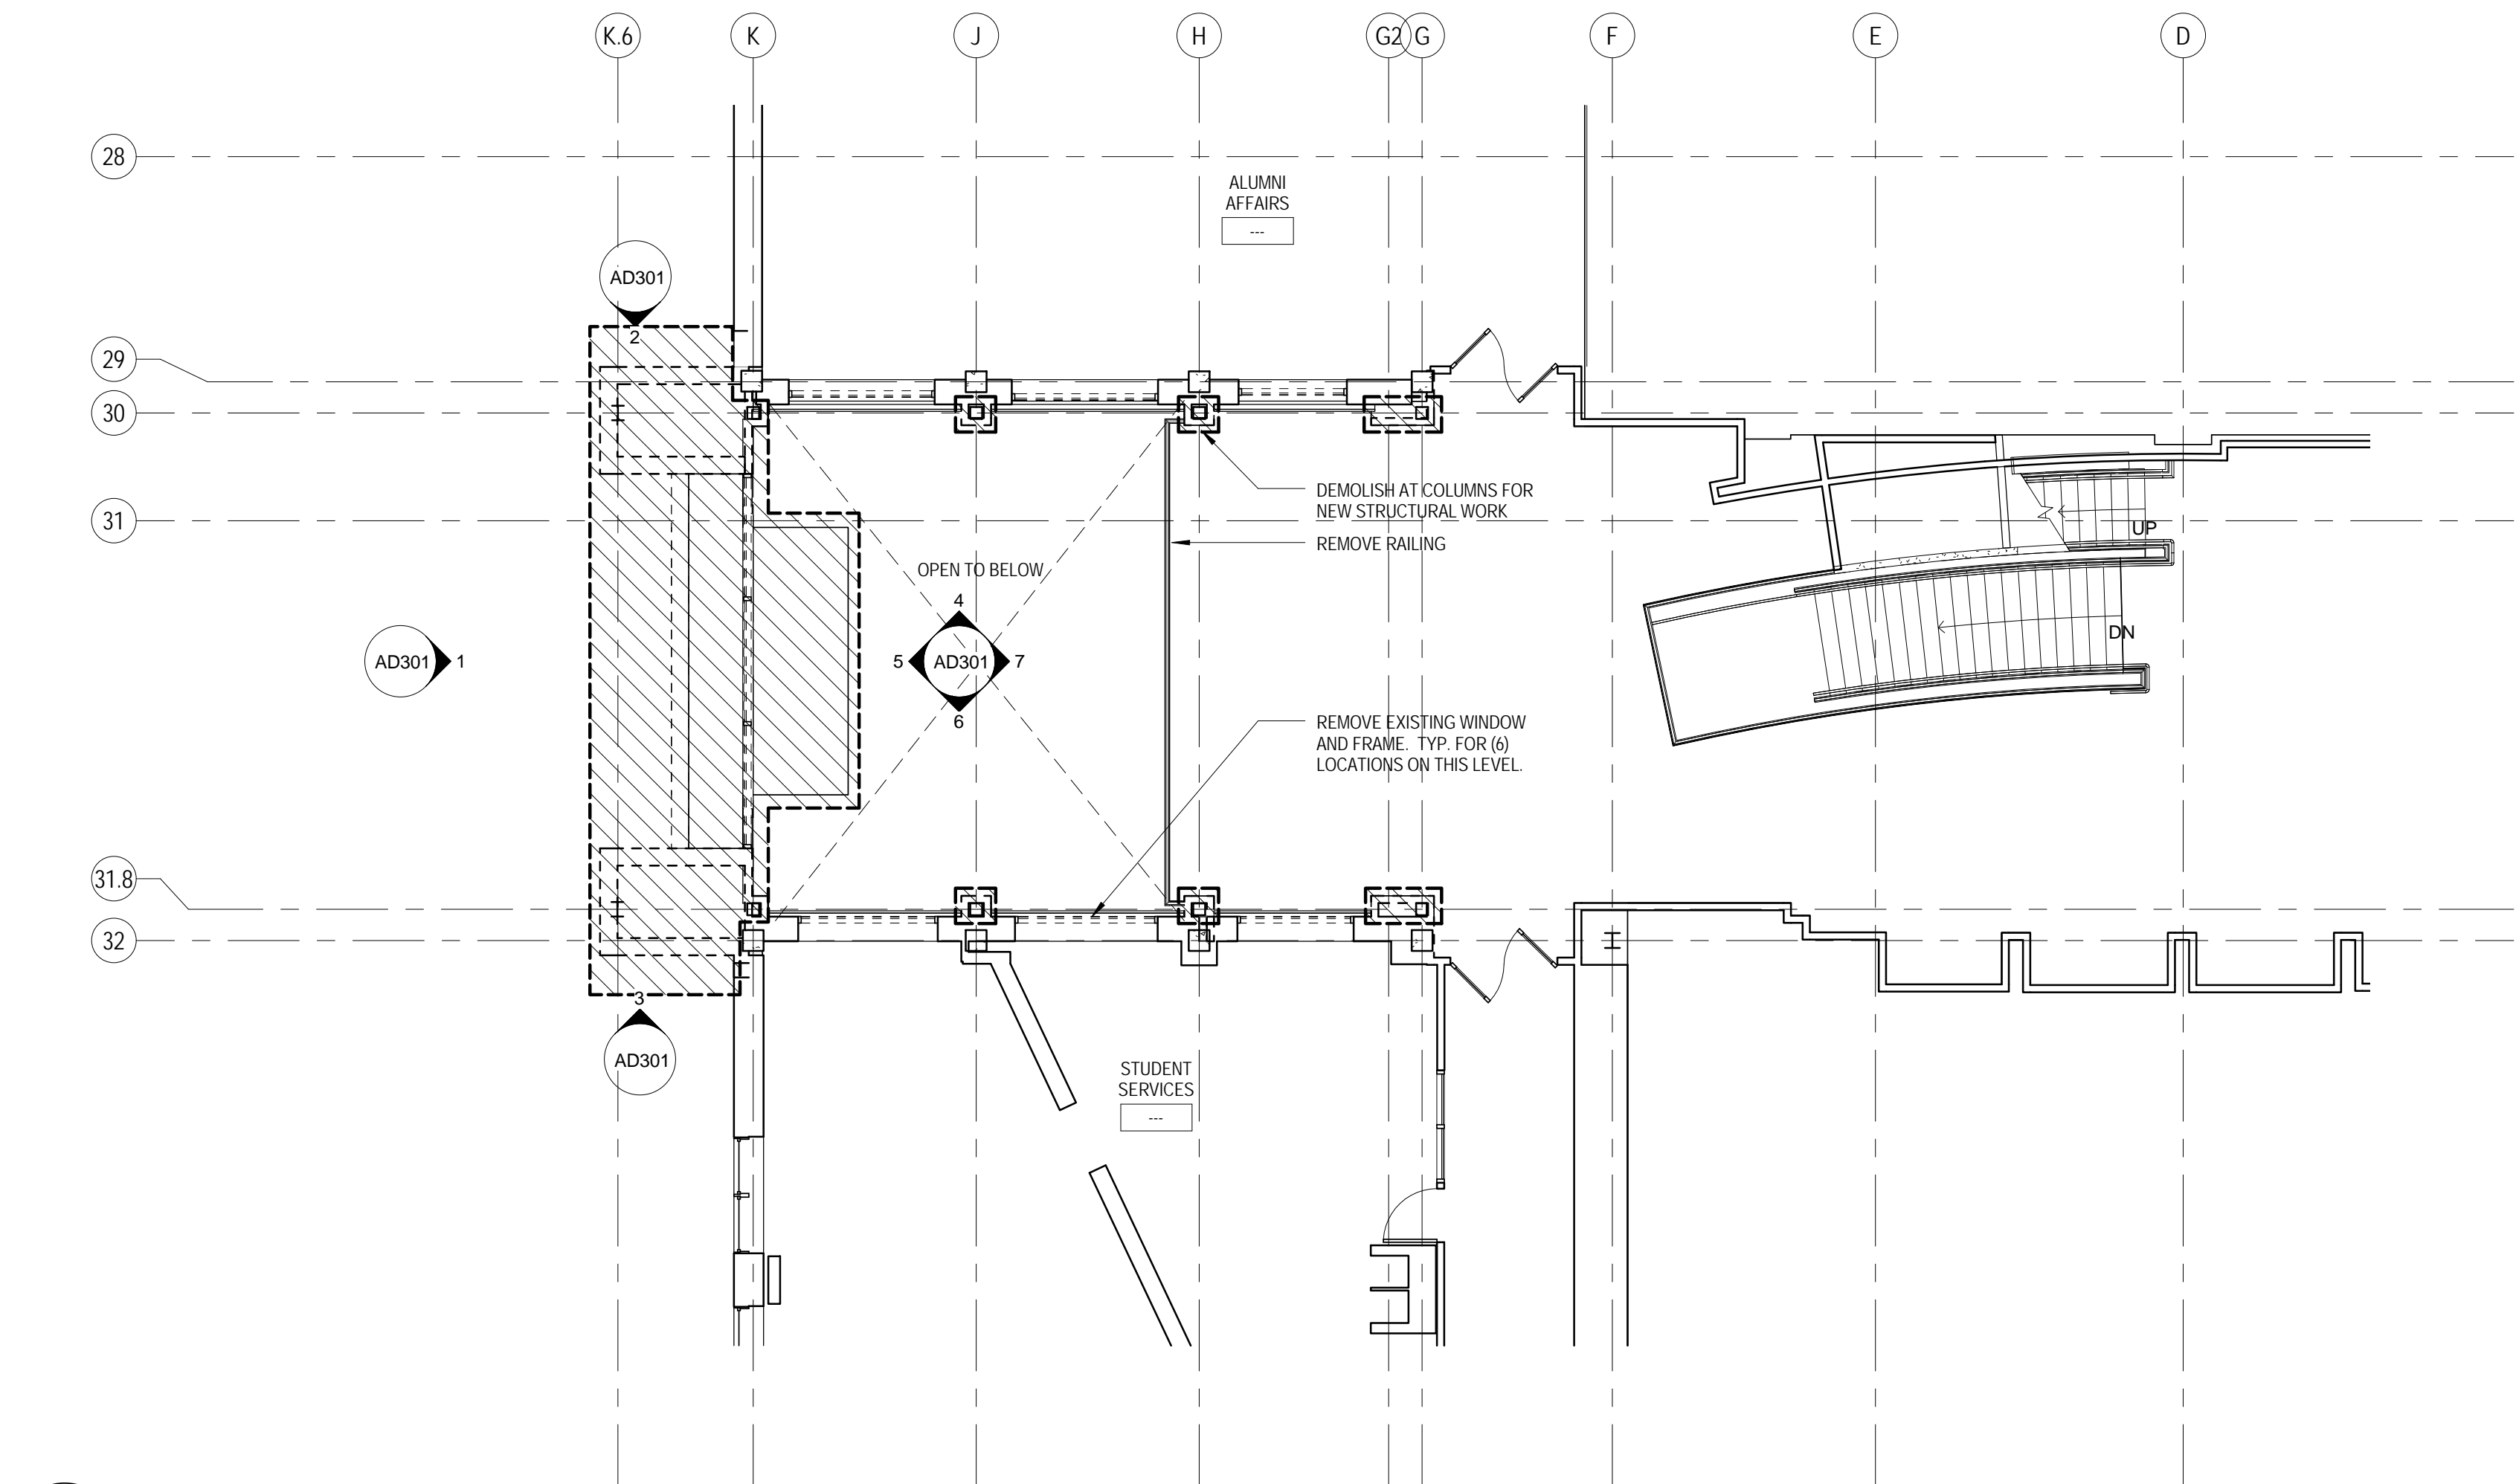 K.6
K
J
H
G2
G
F
E
D
28
ALUMNI
AFFAIRS
---
AD301
2
29
30
31
DEMOLISH AT COLUMNS FOR
NEW STRUCTURAL WORK
REMOVE RAILING
UP
OPEN TO BELOW
4
AD301
1
5
AD301
7
6
DN
REMOVE EXISTING WINDOW
AND FRAME. TYP. FOR (6)
LOCATIONS ON THIS LEVEL.
31.8
32
3
AD301
STUDENT
SERVICES
---